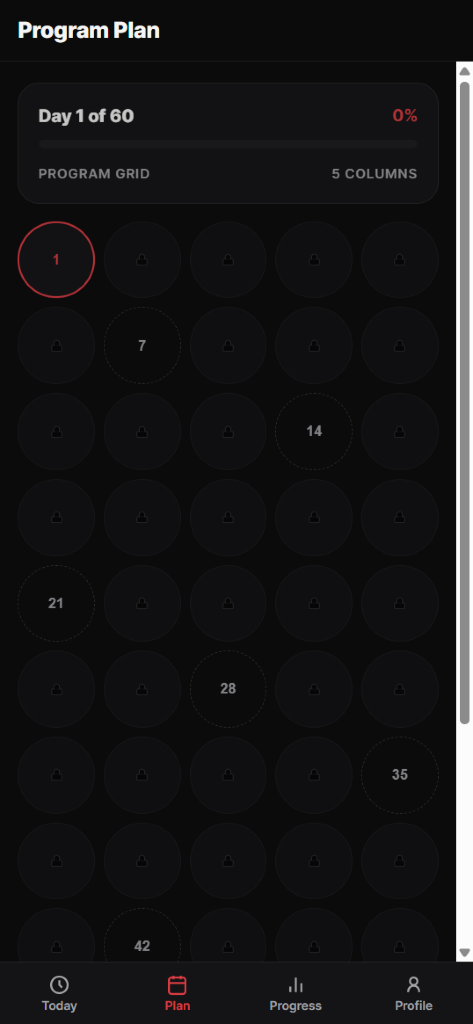 Program Plan
Day 1 of 60 0%
PROGRAM GRID 5 COLUMNS
1
7
14
21
28
35
42
Today Plan Progress Profile